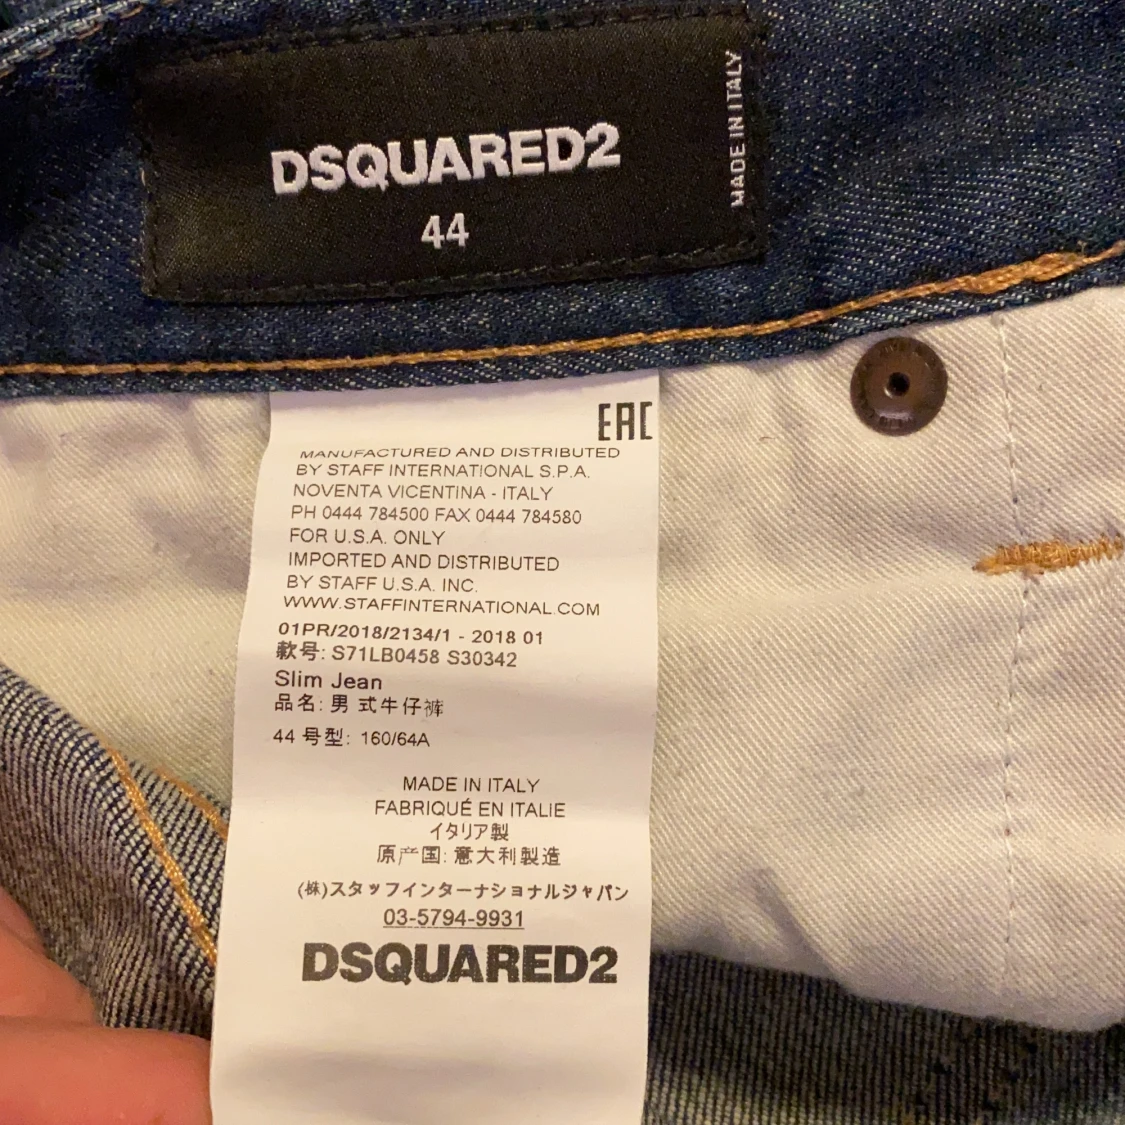 DSQUARED2
44
MADE IN ITALY
EAC
MANUFACTURED AND DISTRIBUTED
BY STAFF INTERNATIONAL S.P.A.
NOVENTA VICENTINA - ITALY
PH 0444 784500 FAX 0444 784580
FOR U.S.A. ONLY
IMPORTED AND DISTRIBUTED
BY STAFF U.S.A. INC.
WWW.STAFFINTERNATIONAL.COM
01PR/2018/2134/1 - 2018 01
款号: S71LB0458 S30342
Slim Jean
品名: 男式牛仔裤
44 号型: 160/64A
MADE IN ITALY
FABRIQUÉ EN ITALIE
イタリア製
原产国: 意大利製造
(株)スタッフインターナショナルジャパン
03-5794-9931
DSQUARED2